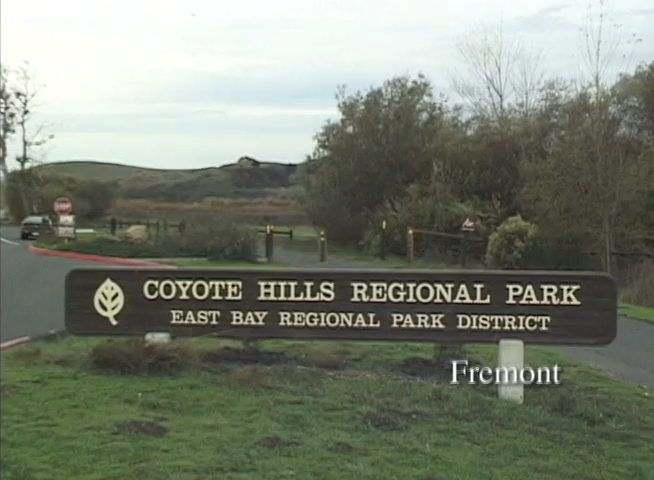 COYOTE HILLS REGIONAL PARK
EAST BAY REGIONAL PARK DISTRICT
Fremont